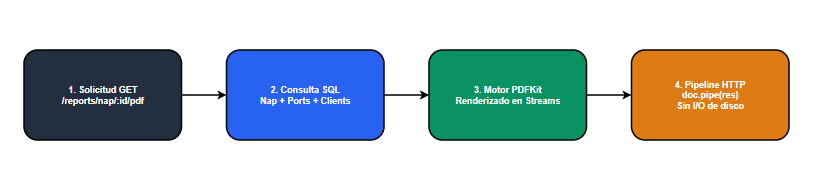 1. Solicitud GET
/reports/nap/:id/pdf
2. Consulta SQL
Nap + Ports + Clients
3. Motor PDFKit
Renderizado en Streams
4. Pipeline HTTP
doc.pipe(res)
Sin I/O de disco